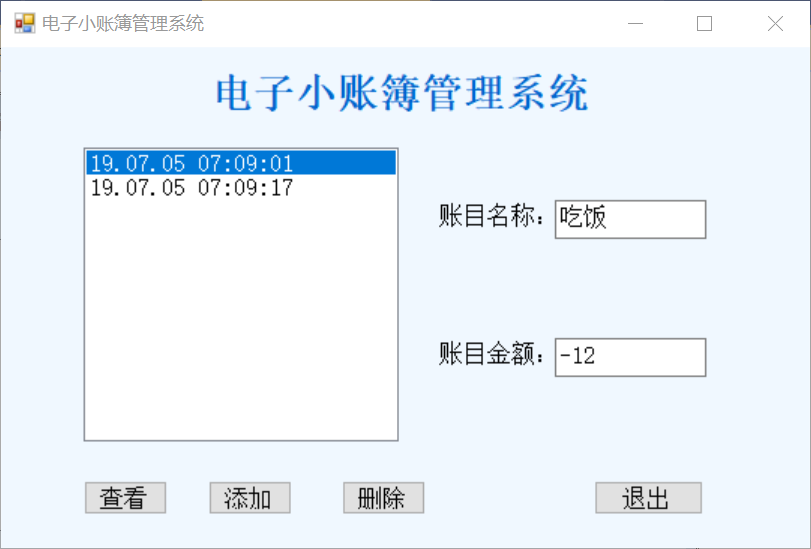 电子小账簿管理系统
电子小账簿管理系统
19.07.05 07:09:01
19.07.05 07:09:17
账目名称：吃饭
账目金额：-12
查看 添加 删除 退出